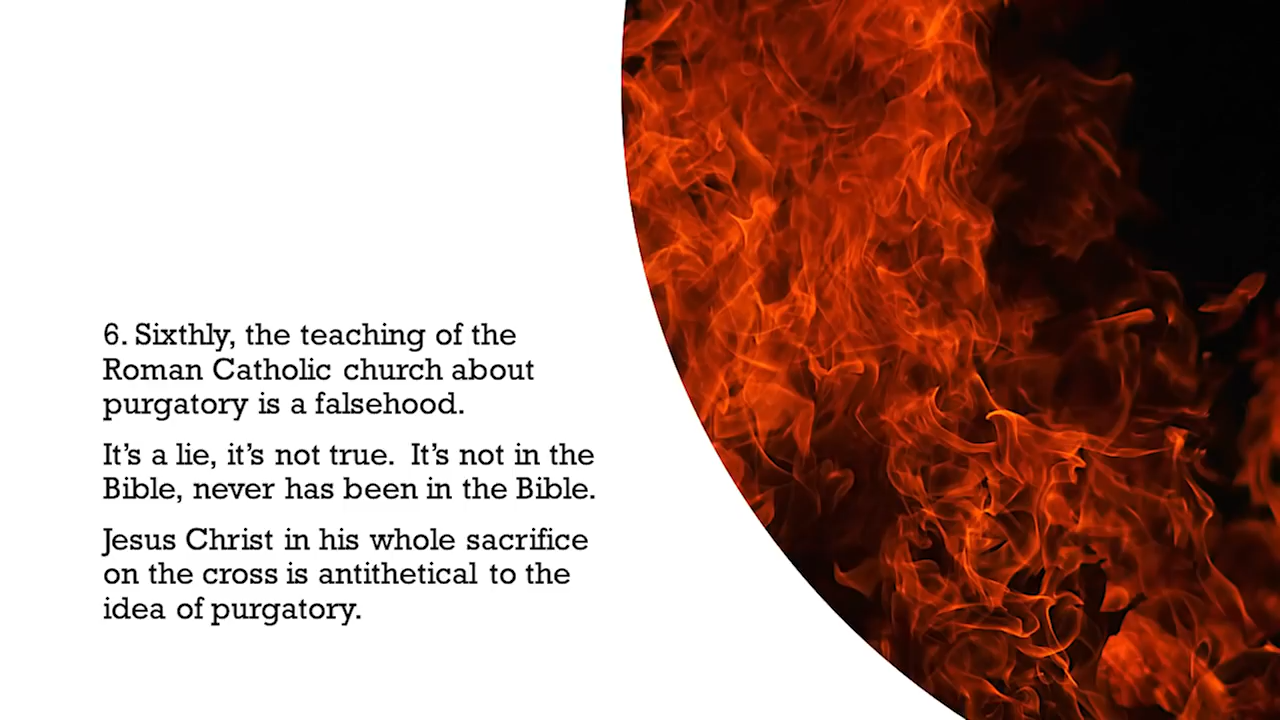 6. Sixthly, the teaching of the
Roman Catholic church about
purgatory is a falsehood.
It’s a lie, it’s not true.  It’s not in the
Bible, never has been in the Bible.
Jesus Christ in his whole sacrifice
on the cross is antithetical to the
idea of purgatory.